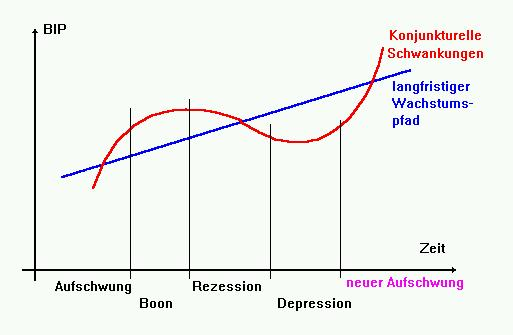 BIP
Konjunkturelle
Schwankungen
langfristiger
Wachstums-
pfad
Zeit
Aufschwung
Boon
Rezession
Depression
neuer Aufschwung